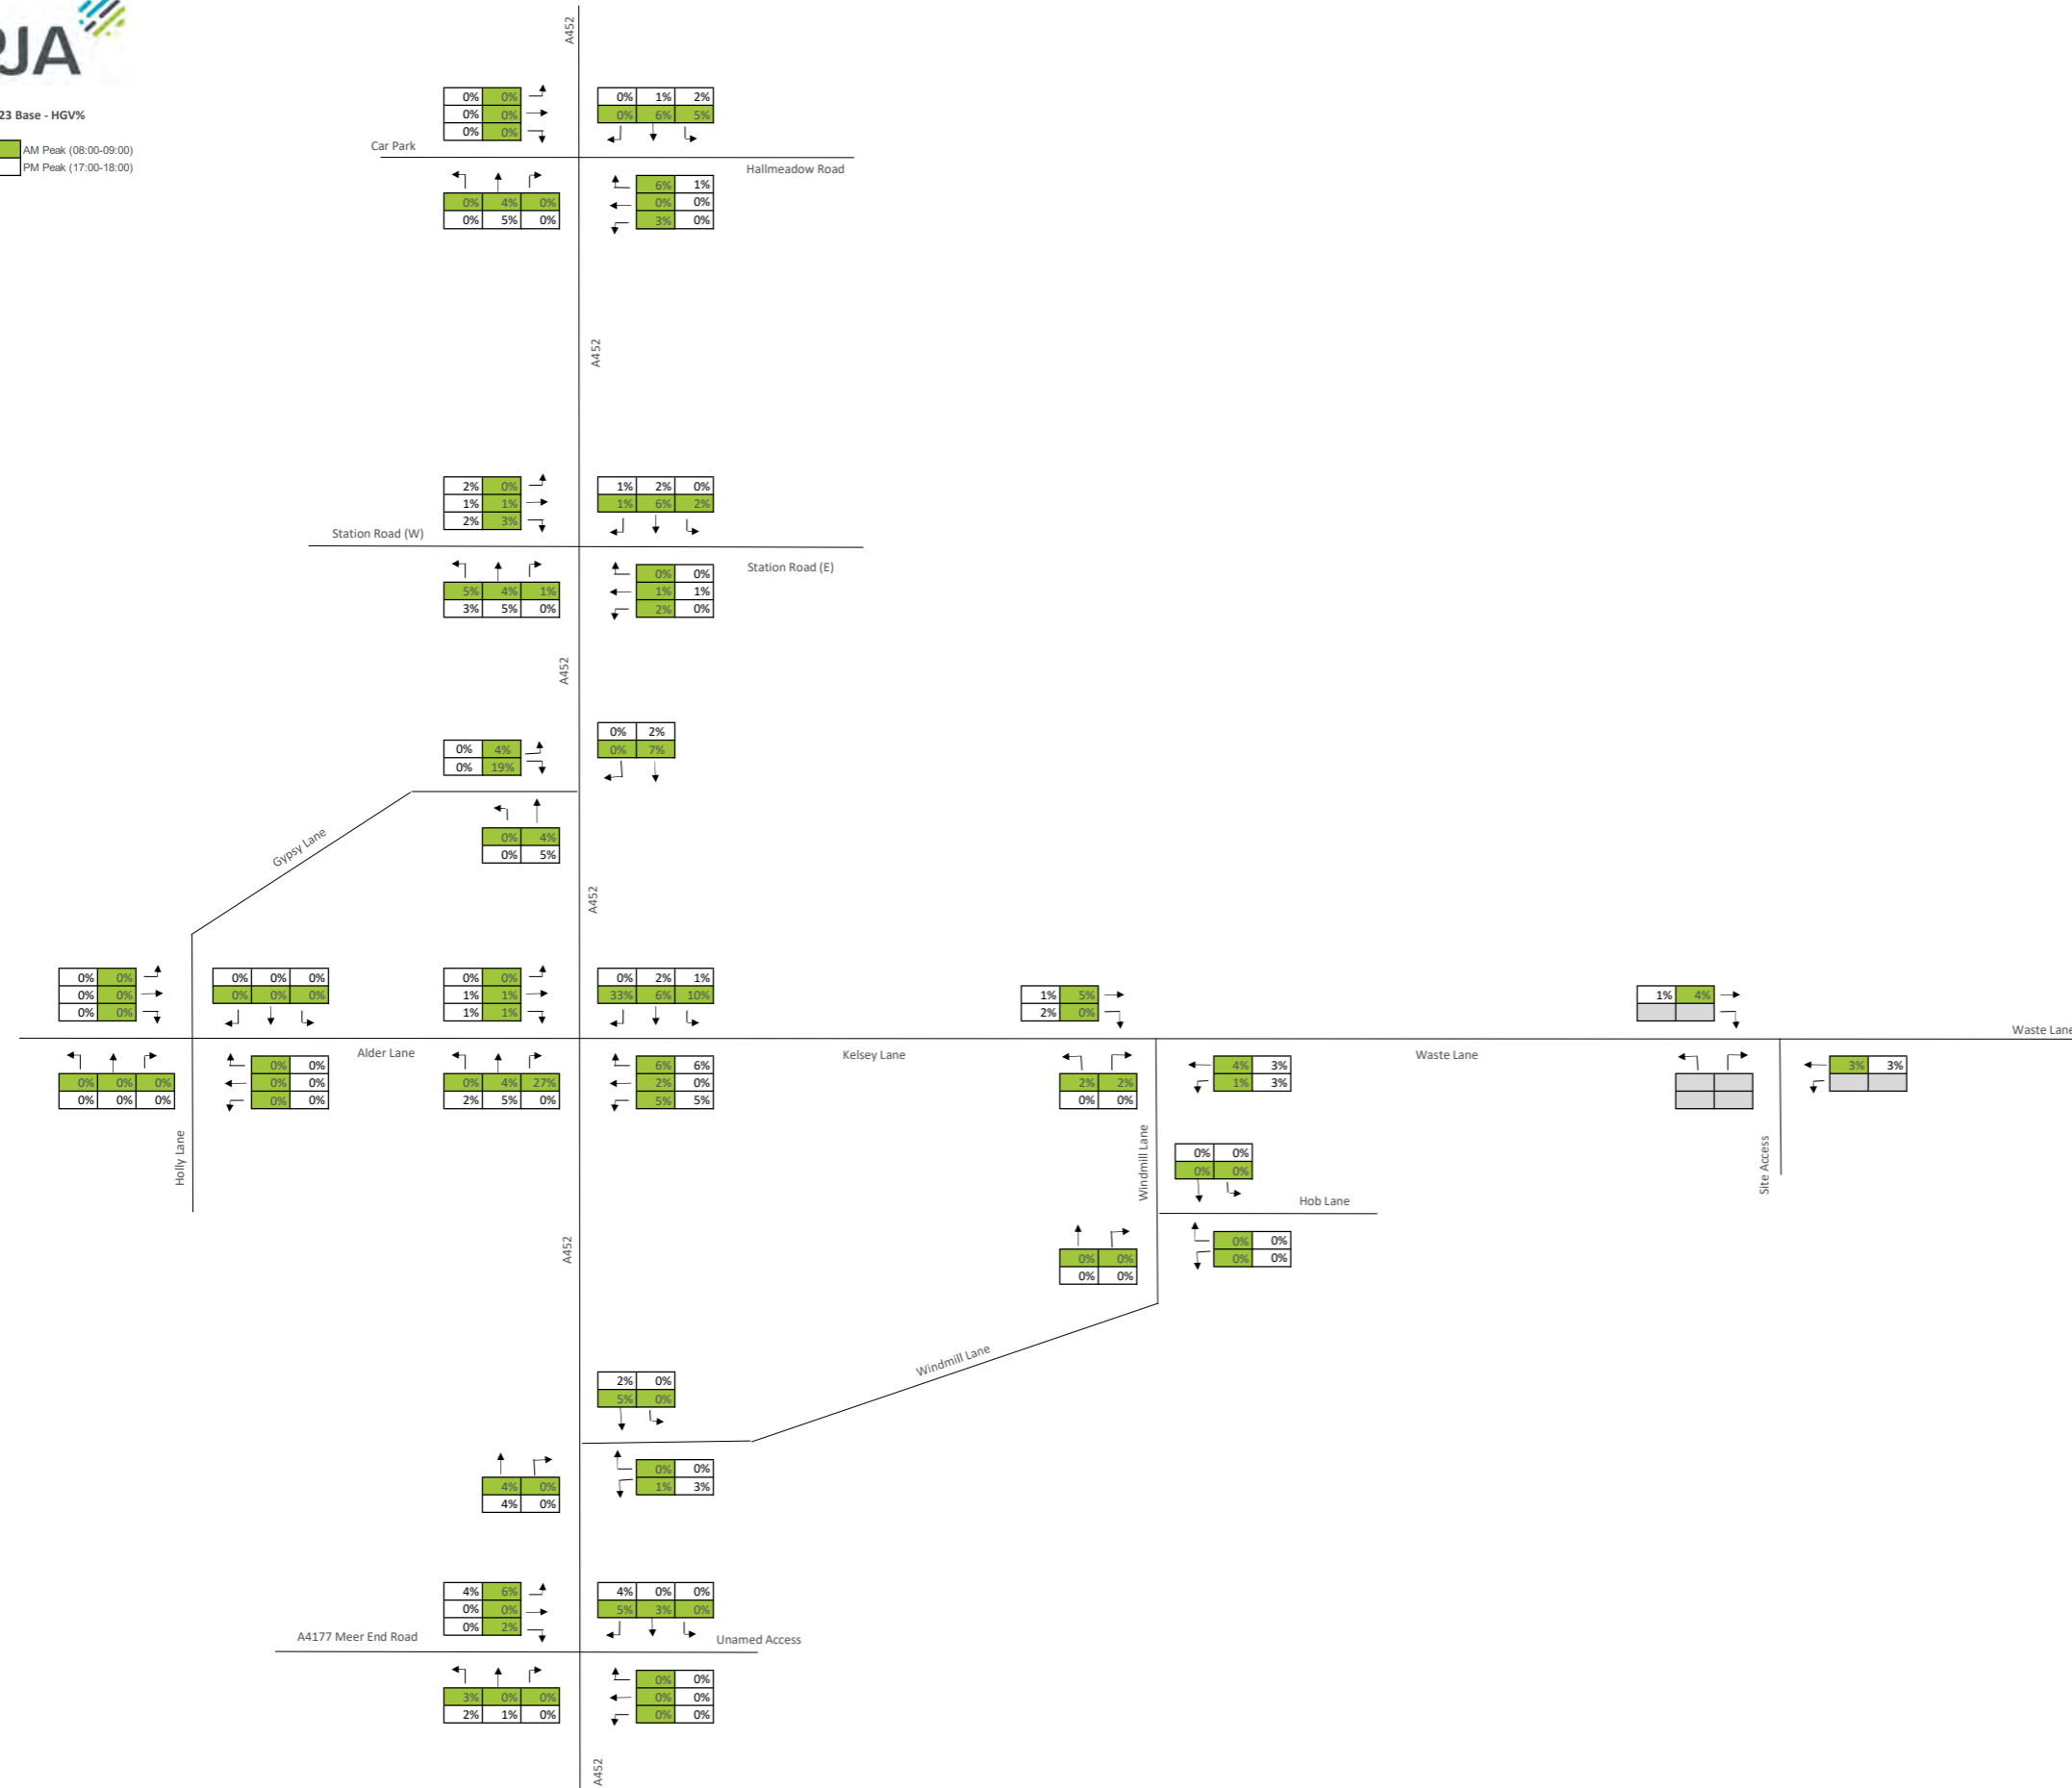 JA
A452
23 Base - HGV%
AM Peak (08:00-09:00)
PM Peak (17:00-18:00)
0% 0%
0% 0%
0% 0%
0% 1% 2%
0% 6% 5%
Car Park
Hallmeadow Road
0% 4% 0%
0% 5% 0%
6% 1%
0% 0%
3% 0%
A452
2% 0%
1% 1%
2% 3%
1% 2% 0%
1% 6% 2%
Station Road (W)
Station Road (E)
5% 4% 1%
3% 5% 0%
0% 0%
1% 1%
2% 0%
A452
0% 4%
0% 19%
0% 2%
0% 7%
Gypsy Lane
0% 4%
0% 5%
A452
0% 0%
0% 0%
0% 0%
0% 0% 0%
0% 0% 0%
0% 0%
1% 1%
1% 1%
0% 2% 1%
33% 6% 10%
1% 5%
2% 0%
1% 4%
Waste Lane
Alder Lane
Kelsey Lane
Waste Lane
0% 0% 0%
0% 0% 0%
0% 0%
0% 0%
0% 0%
0% 4% 27%
2% 5% 0%
6% 6%
2% 0%
5% 5%
2% 2%
0% 0%
4% 3%
1% 3%
3% 3%
Holly Lane
Windmill Lane
Site Access
0% 0%
0% 0%
Hob Lane
A452
0% 0%
0% 0%
0% 0%
0% 0%
Windmill Lane
2% 0%
5% 0%
4% 0%
4% 0%
0% 0%
1% 3%
4% 6%
0% 0%
0% 2%
4% 0% 0%
5% 3% 0%
A4177 Meer End Road
Unamed Access
3% 0% 0%
2% 1% 0%
0% 0%
0% 0%
0% 0%
A452